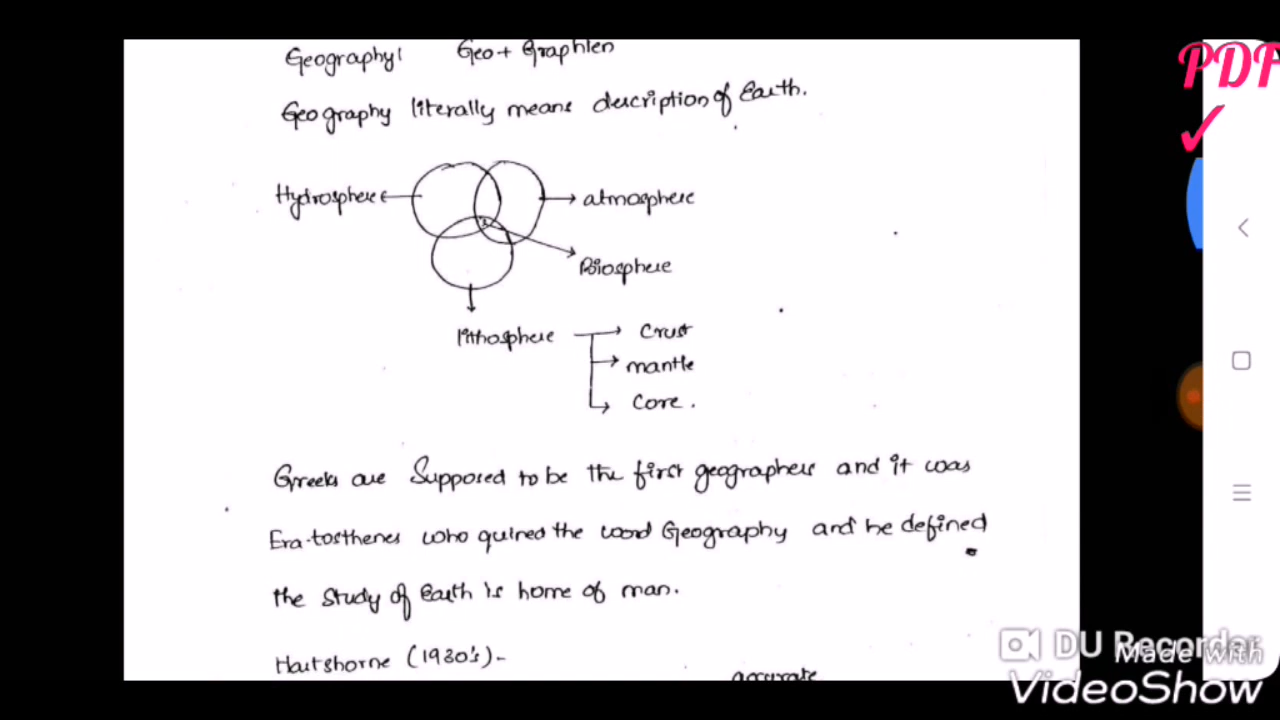 Geography: Geo + Graphien
Geography literally means description of Earth.
Hydrosphere
atmosphere
Biosphere
lithosphere
Crust
mantle
Core.
Greeks are Supposed to be the first geographers and it was
Era-tosthenes who quined the word Geography and he defined
the study of Earth is home of man.
Hartshorne (1930's)-
accurate
PDF
DU Recorder
Made with
VideoShow